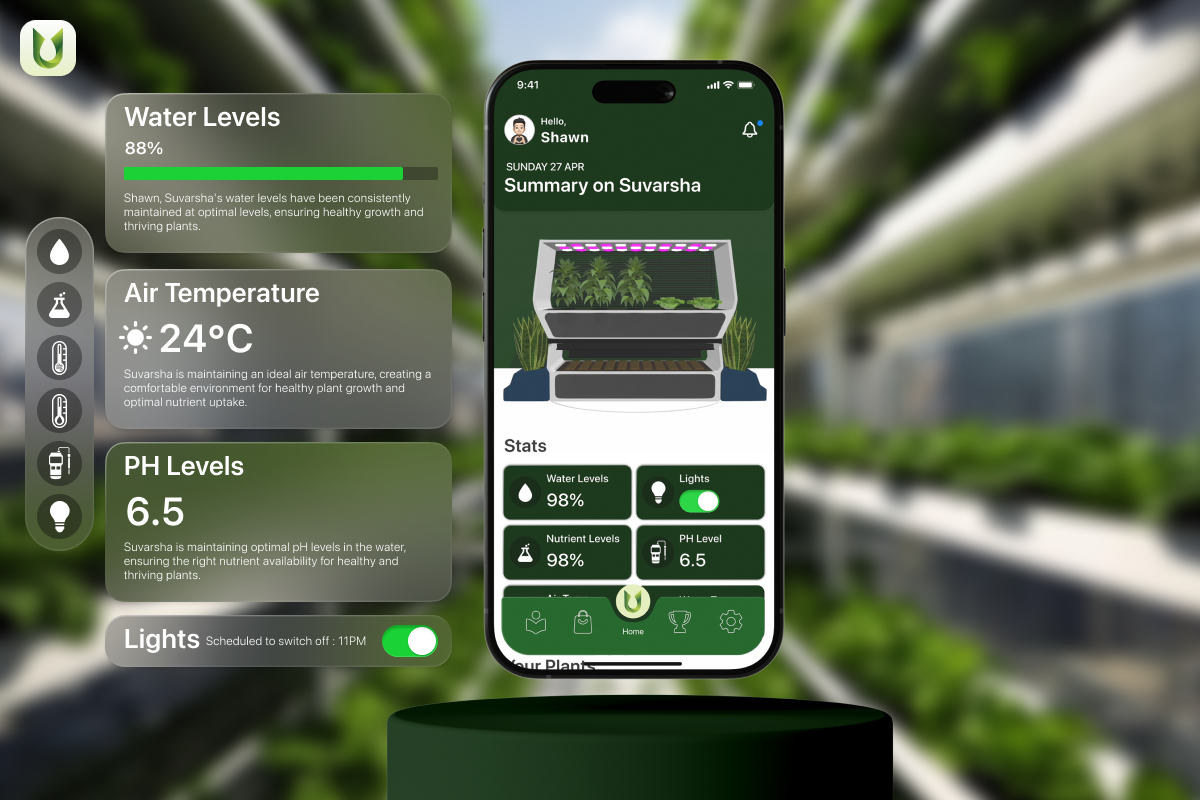 Water Levels
88%
Shawn, Suvarsha's water levels have been consistently
maintained at optimal levels, ensuring healthy growth and
thriving plants.
Air Temperature
24°C
Suvarsha is maintaining an ideal air temperature, creating a
comfortable environment for healthy plant growth and
optimal nutrient uptake.
PH Levels
6.5
Suvarsha is maintaining optimal pH levels in the water,
ensuring the right nutrient availability for healthy and
thriving plants.
Lights Scheduled to switch off : 11PM
9:41
Hello,
Shawn
SUNDAY 27 APR
Summary on Suvarsha
Stats
Water Levels
98%
Lights
Nutrient Levels
98%
PH Level
6.5
Home
Your Plants